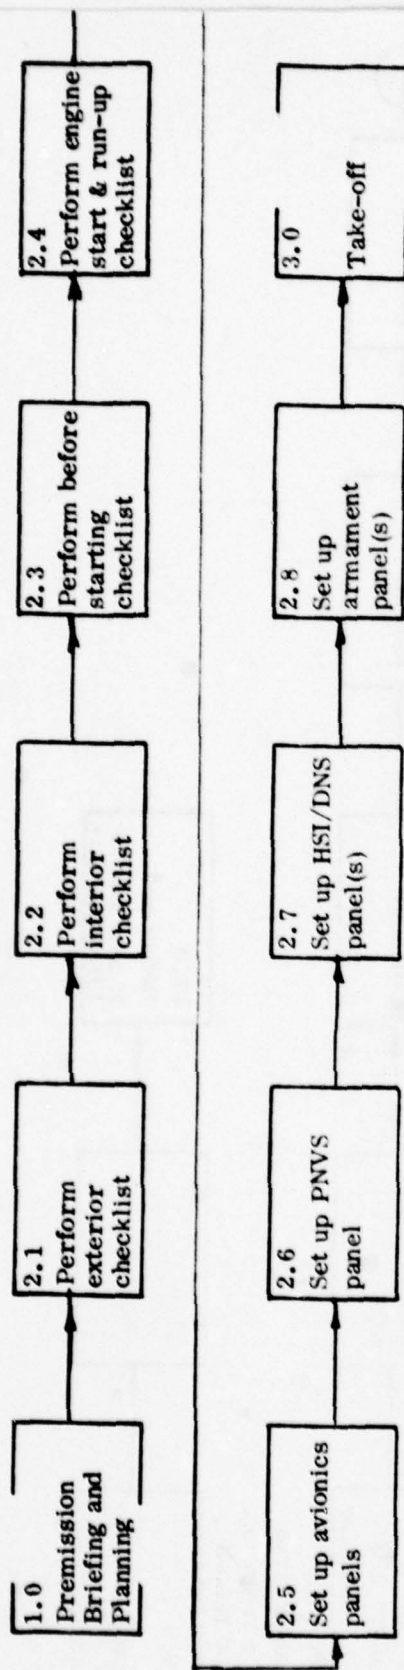 1.0
Premission
Briefing and
Planning
2.1
Perform
exterior
checklist
2.2
Perform
interior
checklist
2.3
Perform before
starting
checklist
2.4
Perform engine
start & run-up
checklist
2.5
Set up avionics
panels
2.6
Set up PNVS
panel
2.7
Set up HSI/DNS
panel(s)
2.8
Set up
armament
panel(s)
3.0
Take-off